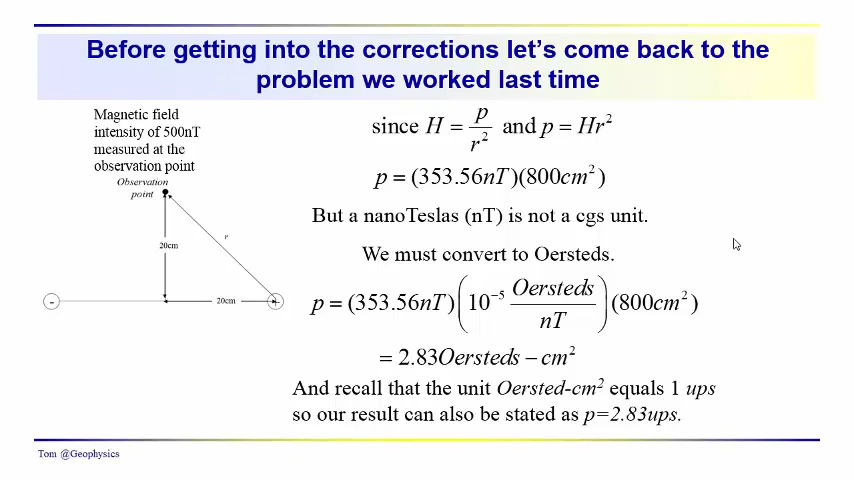 Before getting into the corrections let's come back to the
problem we worked last time
Magnetic field
intensity of 500nT
measured at the
observation point
Observation
point
r
20cm
-
20cm
+
since H = p/r² and p = Hr²
p = (353.56nT)(800cm²)
But a nanoTeslas (nT) is not a cgs unit.
We must convert to Oersteds.
p = (353.56nT)(10⁻⁵ Oersteds/nT)(800cm²)
= 2.83Oersteds − cm²
And recall that the unit Oersted-cm² equals 1 ups
so our result can also be stated as p=2.83ups.
Tom @Geophysics